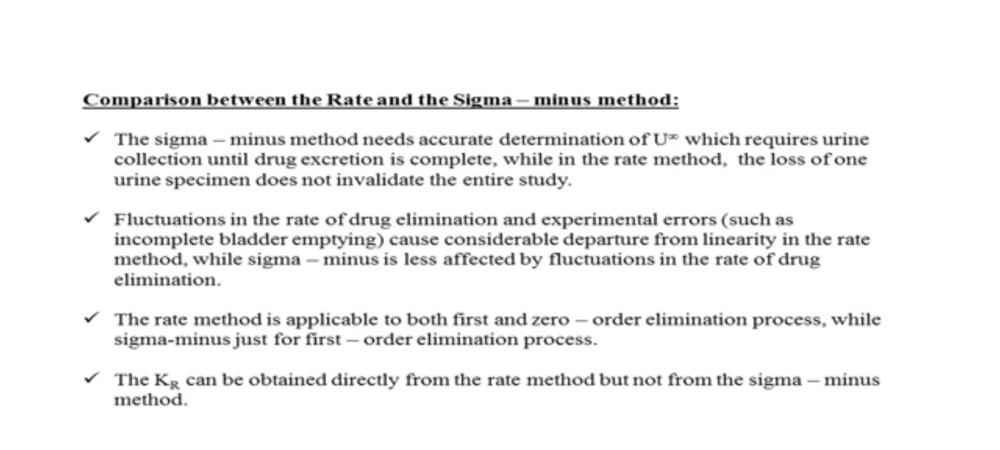 Comparison between the Rate and the Sigma – minus method:
✓ The sigma – minus method needs accurate determination of U∞ which requires urine
collection until drug excretion is complete, while in the rate method, the loss of one
urine specimen does not invalidate the entire study.
✓ Fluctuations in the rate of drug elimination and experimental errors (such as
incomplete bladder emptying) cause considerable departure from linearity in the rate
method, while sigma – minus is less affected by fluctuations in the rate of drug
elimination.
✓ The rate method is applicable to both first and zero – order elimination process, while
sigma-minus just for first – order elimination process.
✓ The KR can be obtained directly from the rate method but not from the sigma – minus
method.